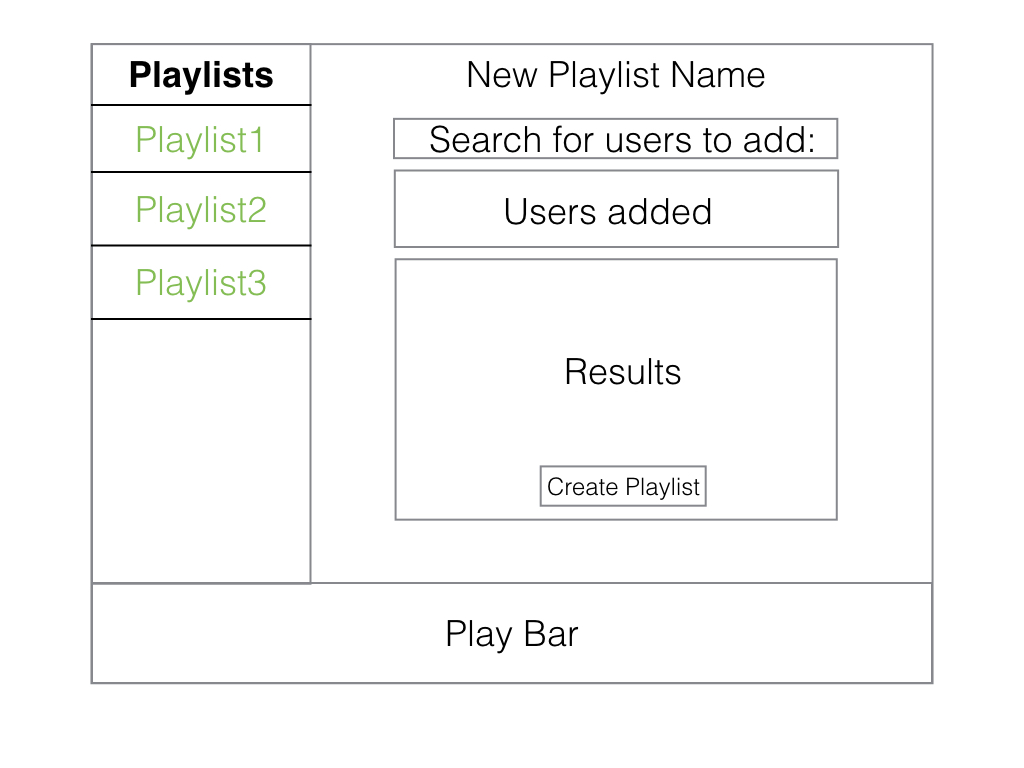 Playlists
Playlist1
Playlist2
Playlist3
New Playlist Name
Search for users to add:
Users added
Results
Create Playlist
Play Bar